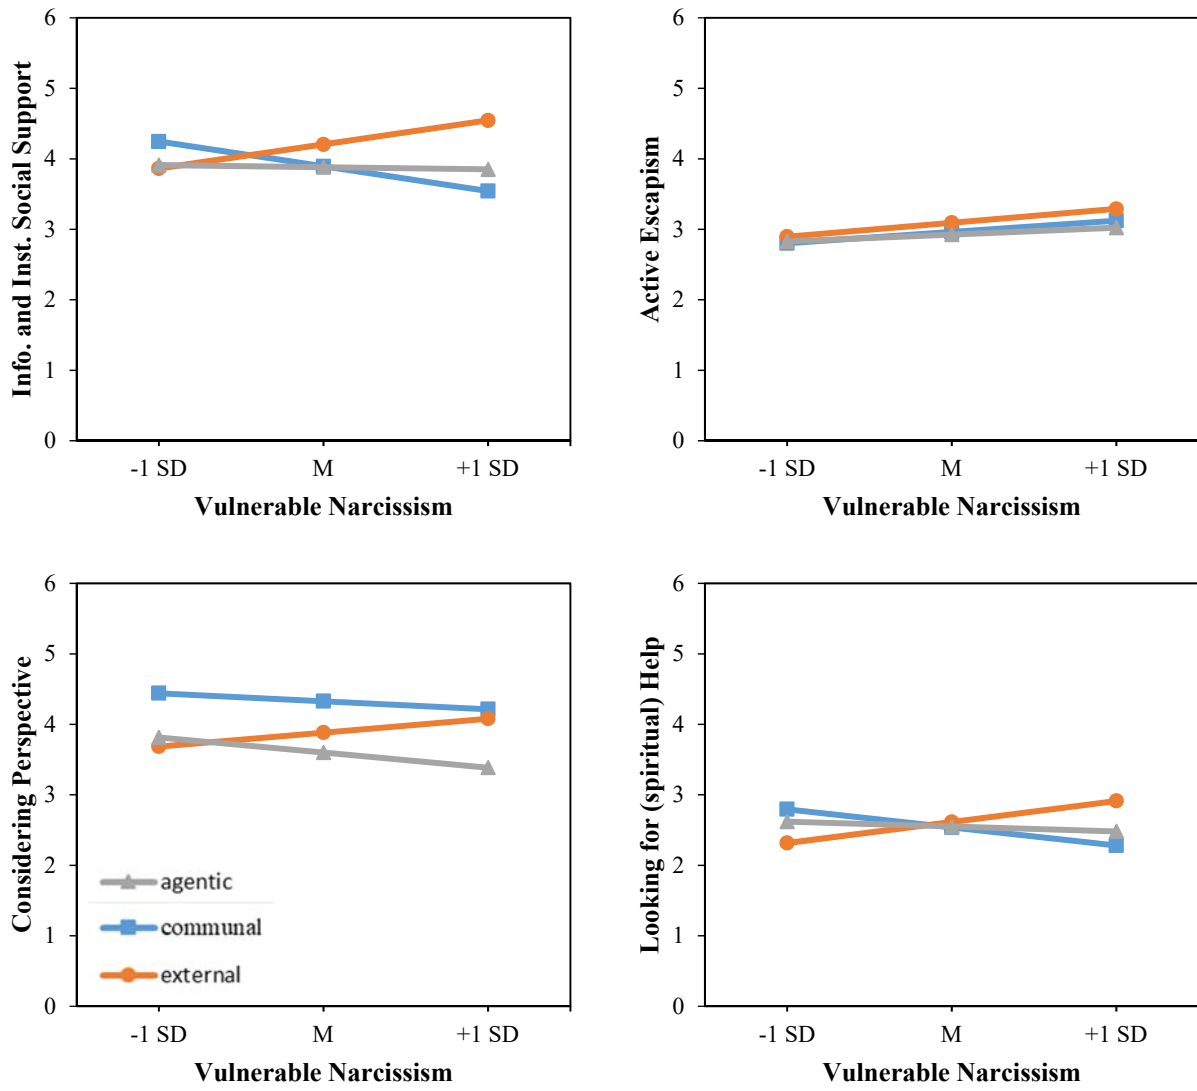 Info. and Inst. Social Support
6
5
4
3
2
1
0
-1 SD M +1 SD
Vulnerable Narcissism
Active Escapism
6
5
4
3
2
1
0
-1 SD M +1 SD
Vulnerable Narcissism
Considering Perspective
6
5
4
3
2
1
0
agentic
communal
external
-1 SD M +1 SD
Vulnerable Narcissism
Looking for (spiritual) Help
6
5
4
3
2
1
0
-1 SD M +1 SD
Vulnerable Narcissism